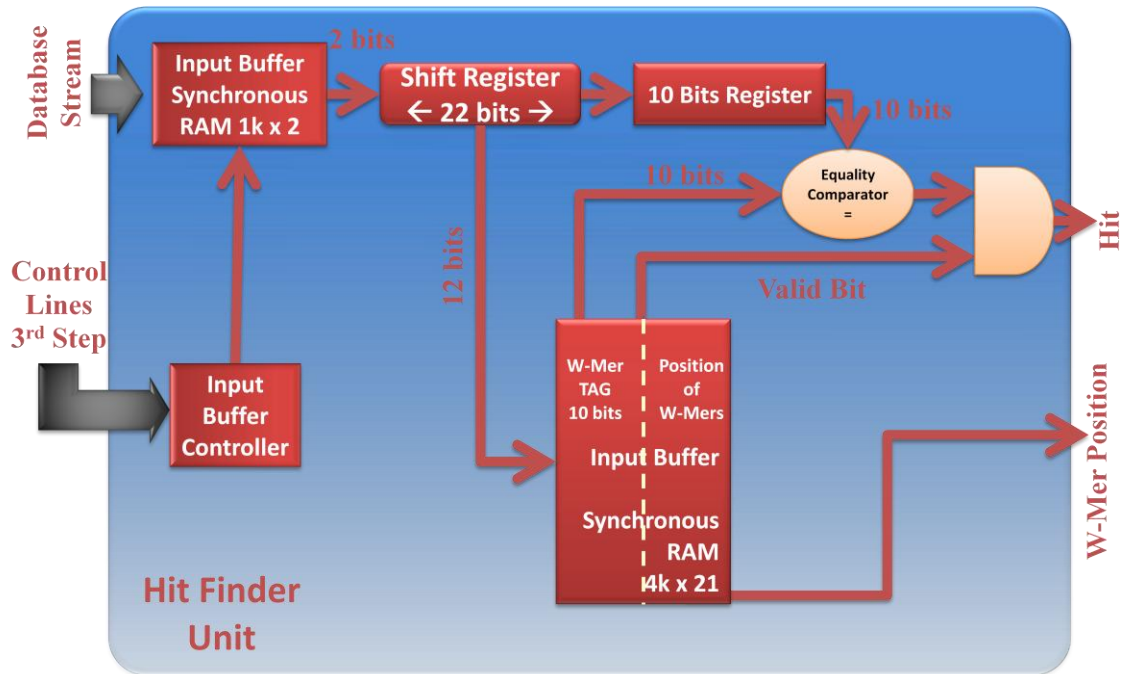 Database
Stream
Input Buffer
Synchronous
RAM 1k x 2
2 bits
Shift Register
← 22 bits →
10 Bits Register
10 bits
10 bits
Equality
Comparator
=
Hit
12 bits
Valid Bit
Control
Lines
3rd Step
Input
Buffer
Controller
W-Mer
TAG
10 bits
Position
of
W-Mers
Input Buffer
Synchronous
RAM
4k x 21
W-Mer Position
Hit Finder
Unit